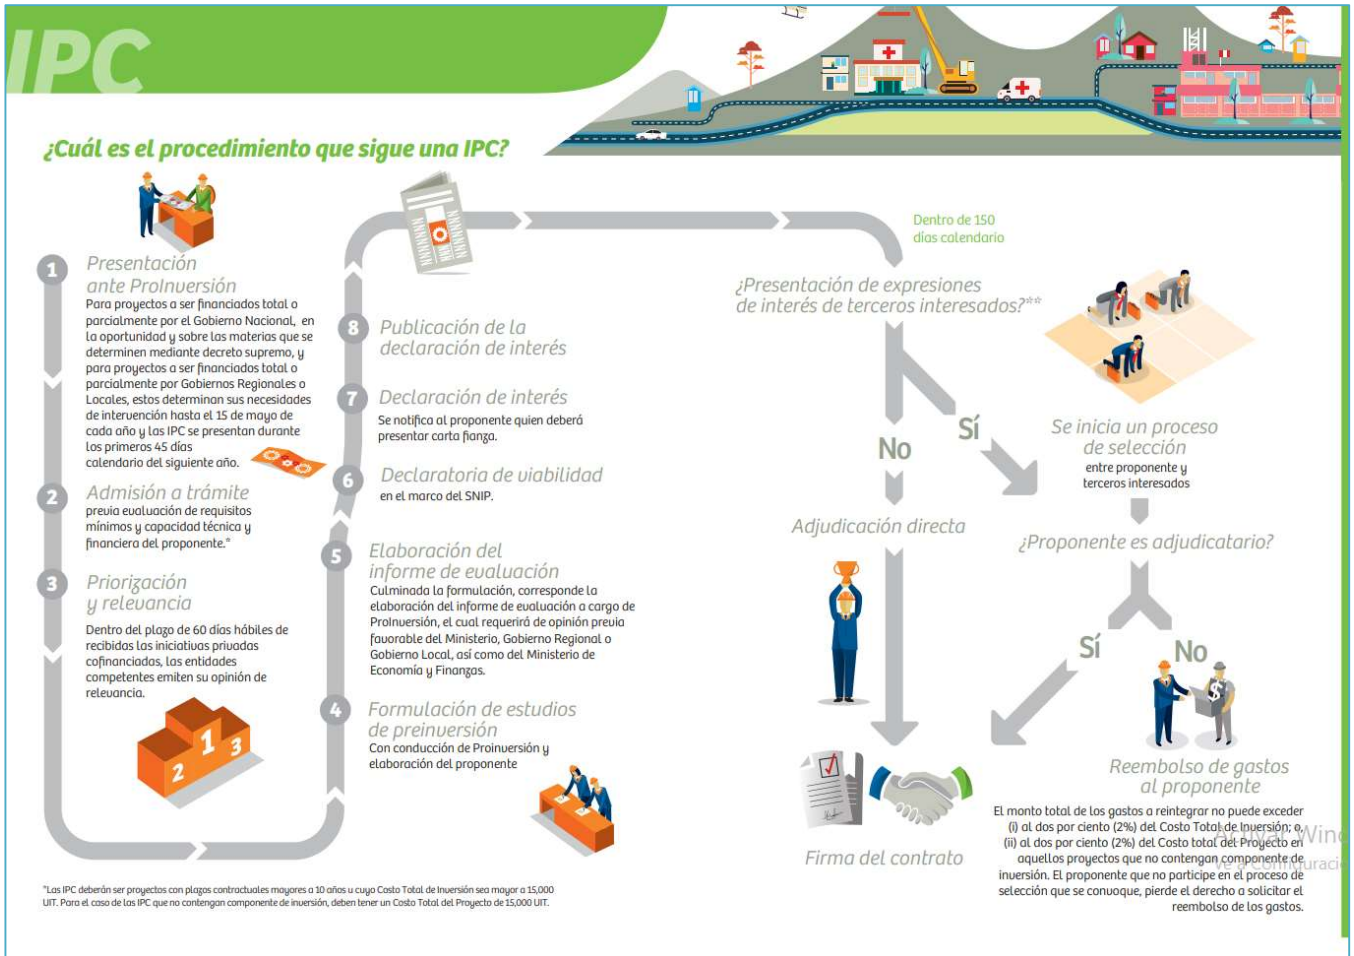 IPC
¿Cuál es el procedimiento que sigue una IPC?
1
Presentación
ante ProInversión
Para proyectos a ser financiados total o
parcialmente por el Gobierno Nacional, en
la oportunidad y sobre las materias que se
determinen mediante decreto supremo, y
para proyectos a ser financiados total o
parcialmente por Gobiernos Regionales o
Locales, estos determinan sus necesidades
de intervención hasta el 15 de mayo de
cada año y las IPC se presentan durante
los primeros 45 días
calendario del siguiente año.
2
Admisión a trámite
previa evaluación de requisitos
mínimos y capacidad técnica y
financiera del proponente.*
3
Priorización
y relevancia
Dentro del plazo de 60 días hábiles de
recibidas las iniciativas privadas
cofinanciadas, las entidades
competentes emiten su opinión de
relevancia.
1
2
3
8
Publicación de la
declaración de interés
7
Declaración de interés
Se notifica al proponente quien deberá
presentar carta fianza.
6
Declaratoria de viabilidad
en el marco del SNIP.
5
Elaboración del
informe de evaluación
Culminada la formulación, corresponde la
elaboración del informe de evaluación a cargo de
ProInversión, el cual requerirá de opinión previa
favorable del Ministerio, Gobierno Regional o
Gobierno Local, así como del Ministerio de
Economía y Finanzas.
4
Formulación de estudios
de preinversión
Con conducción de Proinversión y
elaboración del proponente
Dentro de 150
días calendario
¿Presentación de expresiones
de interés de terceros interesados?**
No
Sí
Adjudicación directa
Se inicia un proceso
de selección
entre proponente y
terceros interesados
¿Proponente es adjudicatario?
Sí
No
$
Firma del contrato
Reembolso de gastos
al proponente
El monto total de los gastos a reintegrar no puede exceder
(i) al dos por ciento (2%) del Costo Total de Inversión; o,
(ii) al dos por ciento (2%) del Costo total del Proyecto en
aquellos proyectos que no contengan componente de
inversión. El proponente que no participe en el proceso de
selección que se convoque, pierde el derecho a solicitar el
reembolso de los gastos.
Activar Wind
Ve a Configuració
*Las IPC deberán ser proyectos con plazos contractuales mayores a 10 años y cuyo Costo Total de Inversión sea mayor a 15,000
UIT. Para el caso de las IPC que no contengan componente de inversión, deben tener un Costo Total del Proyecto de 15,000 UIT.